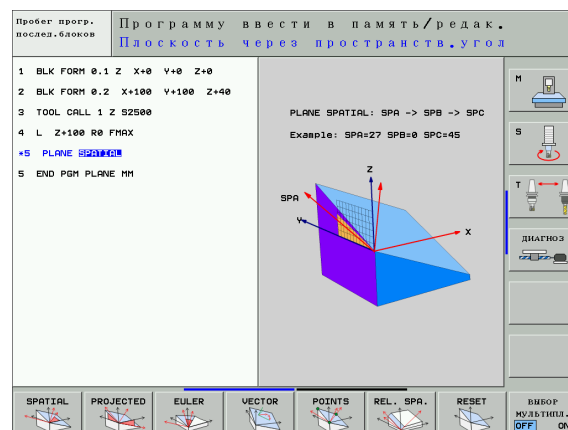 Пробег прогр.
послед.блоков
Программу ввести в память/редак.
Плоскость через пространств.угол
1 BLK FORM 0.1 Z X+0 Y+0 Z+0
2 BLK FORM 0.2 X+100 Y+100 Z+40
3 TOOL CALL 1 Z S2500
4 L Z+100 R0 FMAX
*5 PLANE SPATIAL
5 END PGM PLANE MM
PLANE SPATIAL: SPA -> SPB -> SPC
Example: SPA=27 SPB=0 SPC=45
Z
SPA
Y
X
M
S
T
ДИАГНОЗ
SPATIAL PROJECTED EULER VECTOR POINTS REL. SPA. RESET
ВЫБОР
МУЛЬТИПЛ.
OFF ON